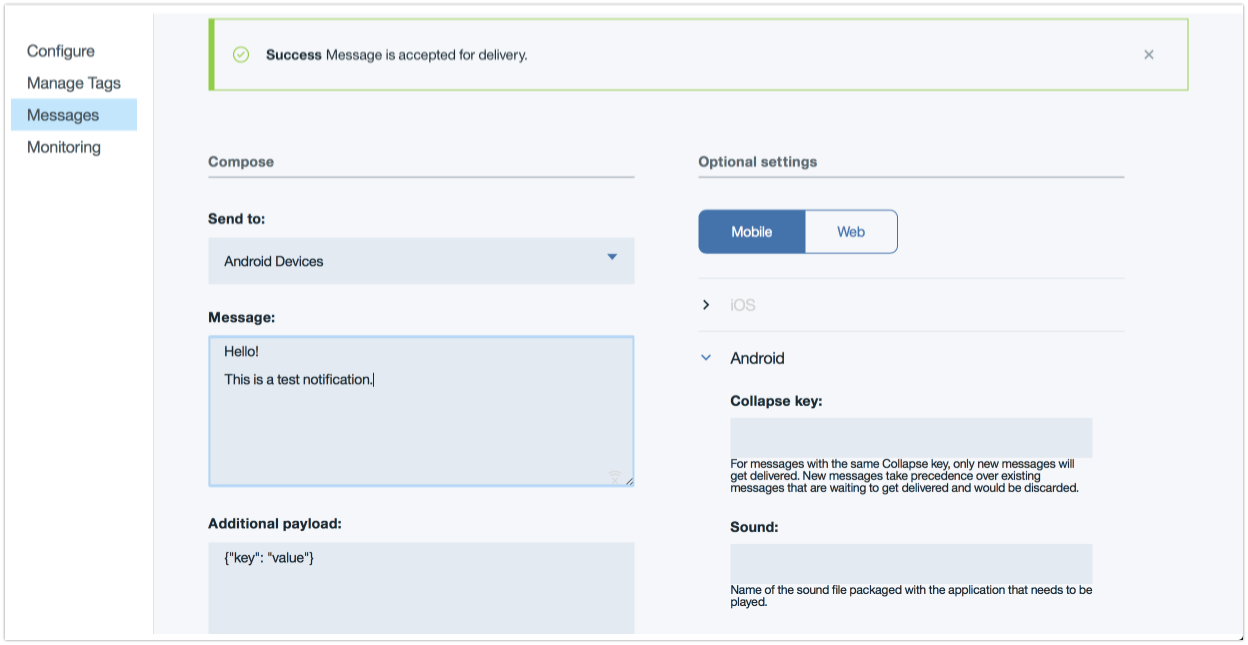 Configure
Manage Tags
Messages
Monitoring
Success Message is accepted for delivery.
Compose
Send to:
Android Devices
Message:
Hello!
This is a test notification.
Additional payload:
{"key": "value"}
Optional settings
Mobile
Web
iOS
Android
Collapse key:
For messages with the same Collapse key, only new messages will
get delivered. New messages take precedence over existing
messages that are waiting to get delivered and would be discarded.
Sound:
Name of the sound file packaged with the application that needs to be
played.